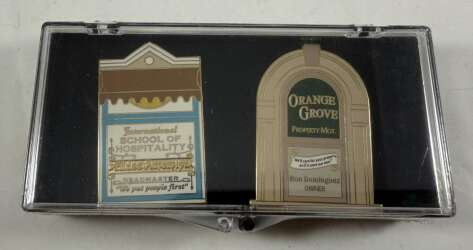 International
SCHOOL OF
HOSPITALITY
HEADMASTER
"We put people first"
ORANGE
GROVE
PROPERTY MGT.
Ron Dominguez
OWNER